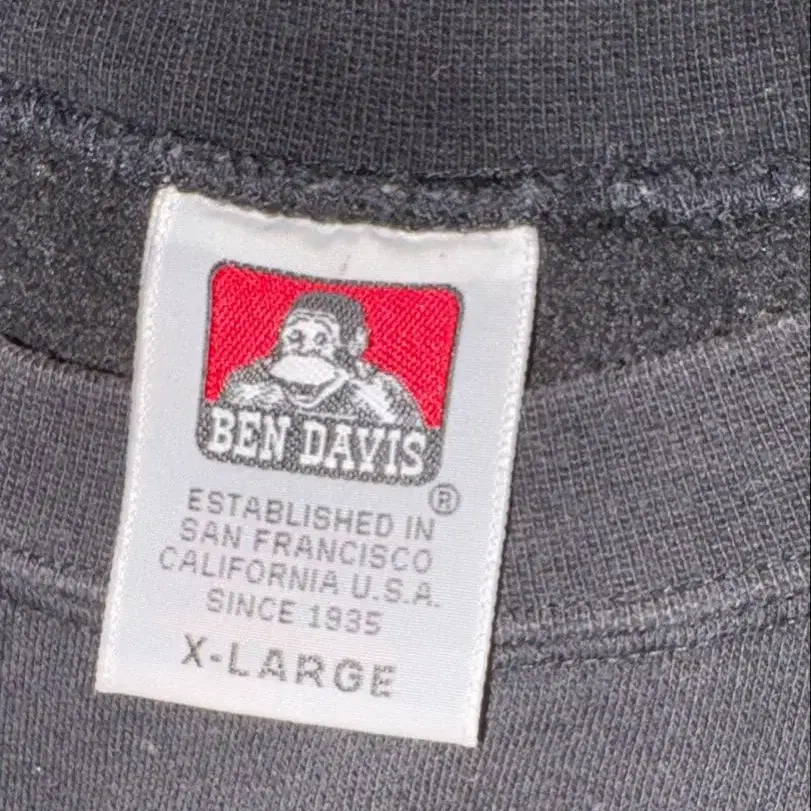 BEN DAVIS
®
ESTABLISHED IN
SAN FRANCISCO
CALIFORNIA U.S.A.
SINCE 1935
X-LARGE